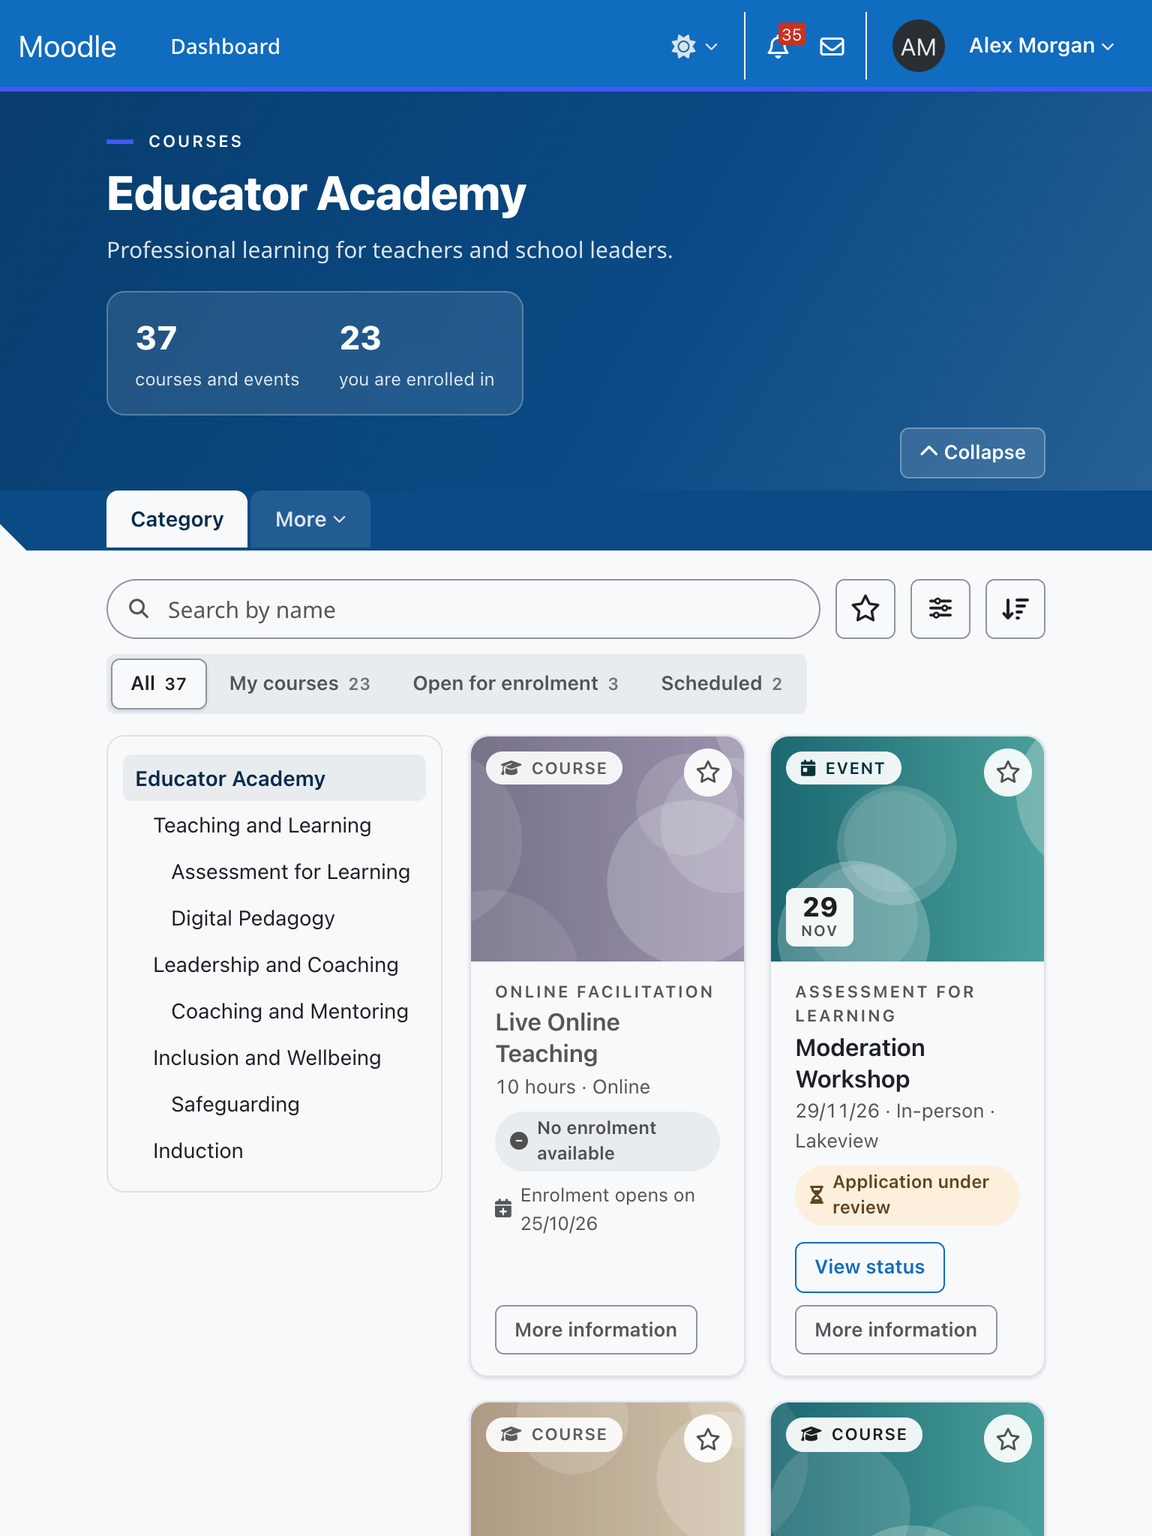 Moodle
Dashboard
35
AM
Alex Morgan
COURSES
Educator Academy
Professional learning for teachers and school leaders.
37
courses and events
23
you are enrolled in
Collapse
Category
More
Search by name
All 37
My courses 23
Open for enrolment 3
Scheduled 2
Educator Academy
Teaching and Learning
Assessment for Learning
Digital Pedagogy
Leadership and Coaching
Coaching and Mentoring
Inclusion and Wellbeing
Safeguarding
Induction
COURSE
ONLINE FACILITATION
Live Online
Teaching
10 hours · Online
No enrolment
available
Enrolment opens on
25/10/26
More information
EVENT
29
NOV
ASSESSMENT FOR
LEARNING
Moderation
Workshop
29/11/26 · In-person ·
Lakeview
Application under
review
View status
More information
COURSE
COURSE